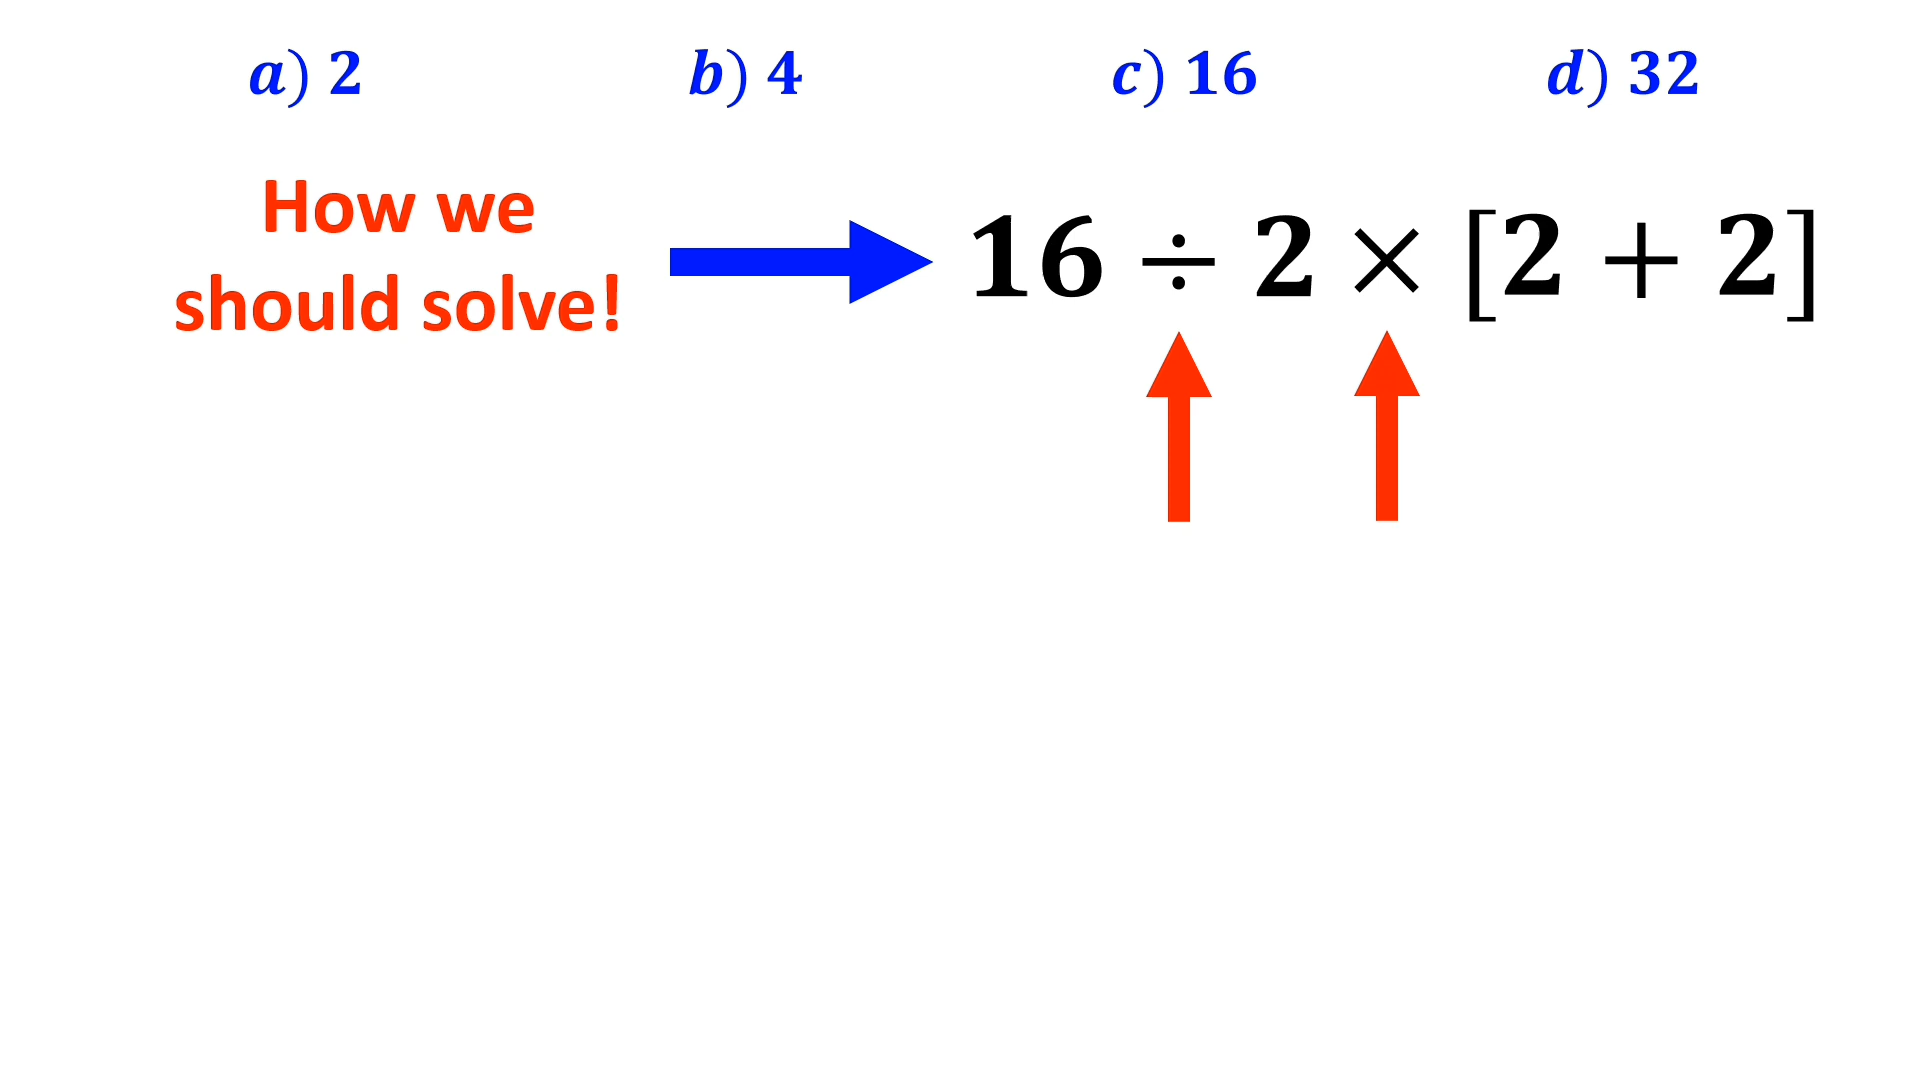 a) 2 b) 4 c) 16 d) 32
How we
should solve!
16 ÷ 2 × [2 + 2]